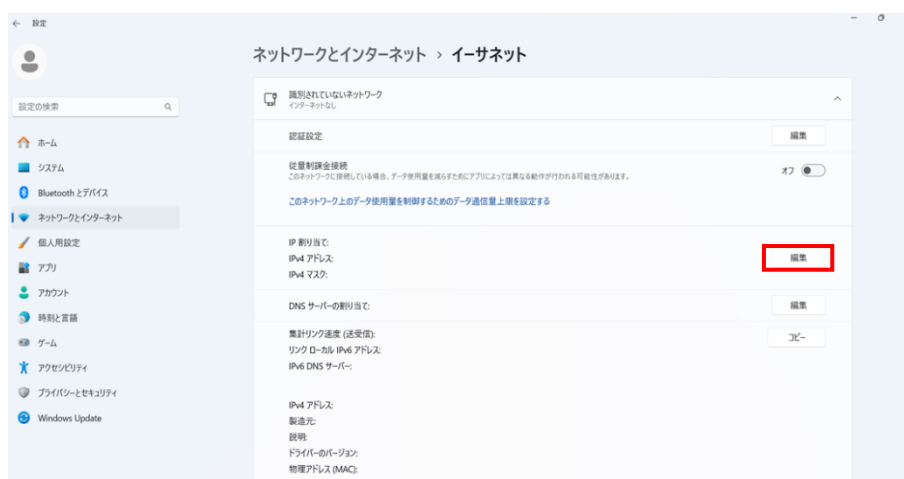 設定
ネットワークとインターネット › イーサネット
設定の検索
ホーム
システム
Bluetooth とデバイス
ネットワークとインターネット
個人用設定
アプリ
アカウント
時刻と言語
ゲーム
アクセシビリティ
プライバシーとセキュリティ
Windows Update
識別されていないネットワーク
インターネットなし
認証設定
編集
従量制課金接続
このネットワークに接続している場合、データ使用量を減らすためにアプリによっては異なる動作が行われる可能性があります。
オフ
このネットワーク上のデータ使用量を制御するためのデータ通信量上限を設定する
IP 割り当て:
IPv4 アドレス:
IPv4 マスク:
編集
DNS サーバーの割り当て:
編集
集計リンク速度 (送受信):
リンク ローカル IPv6 アドレス:
IPv6 DNS サーバー:
コピー
IPv4 アドレス:
製造元:
説明:
ドライバーのバージョン:
物理アドレス (MAC):